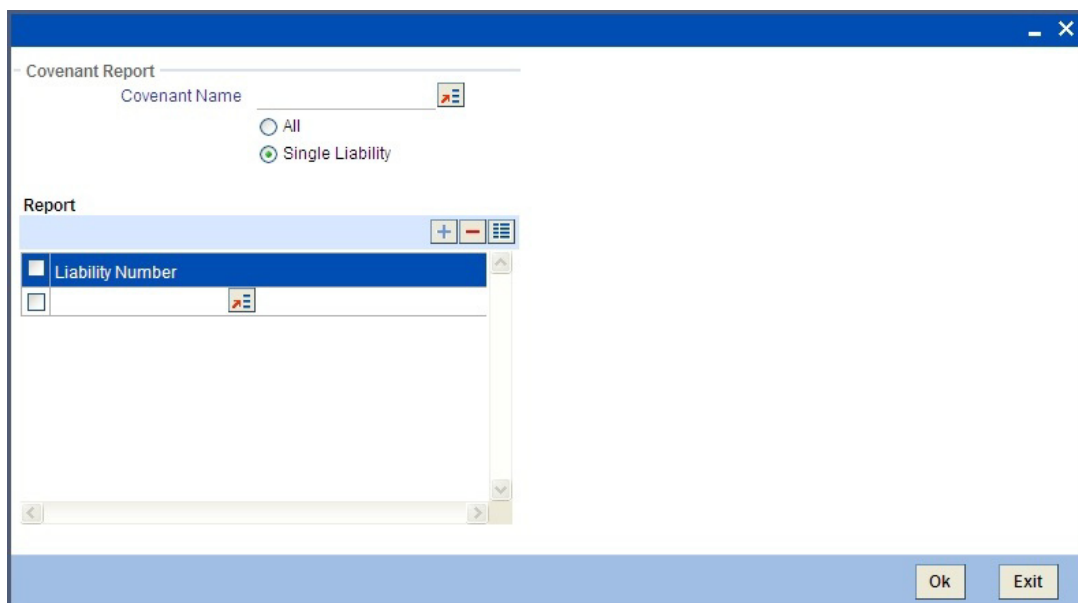 Covenant Report
Covenant Name
All
Single Liability
Report
Liability Number
Ok Exit